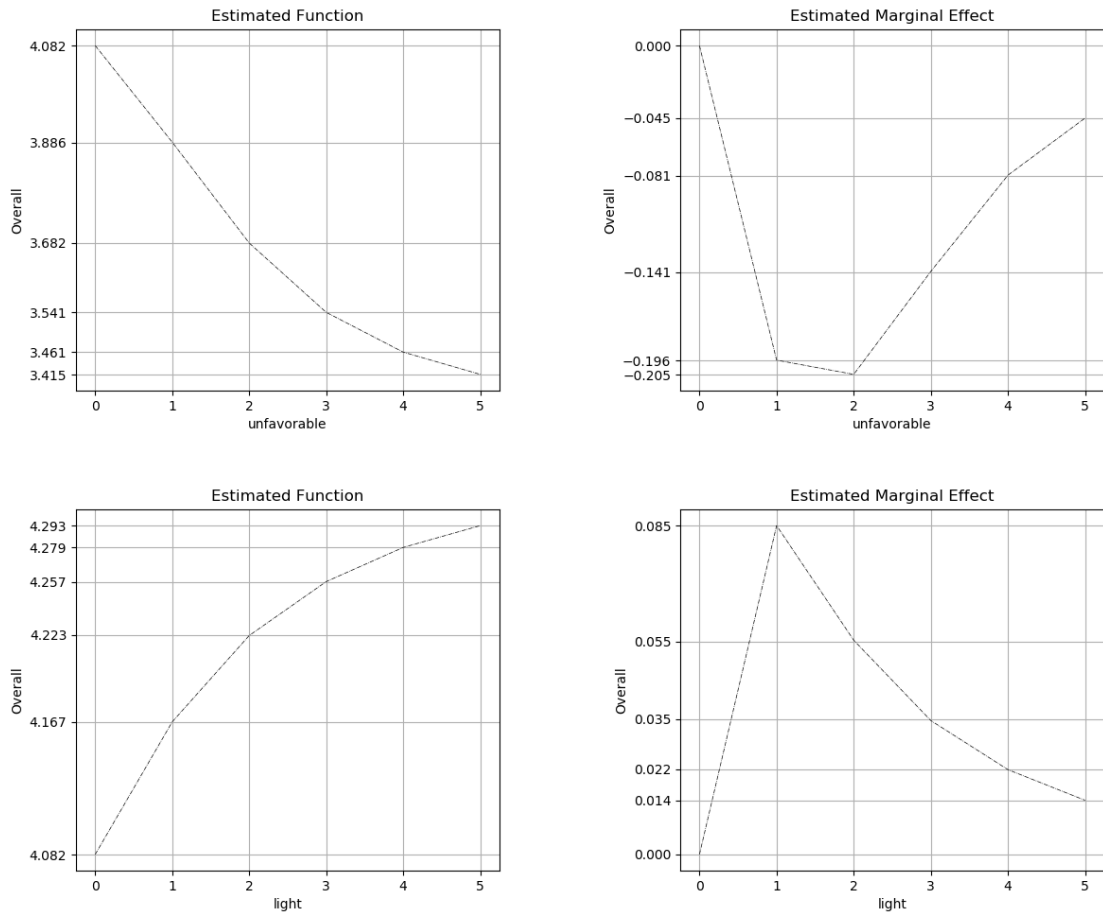 Estimated Function
4.082
3.886
3.682
3.541
3.461
3.415
Overall
0 1 2 3 4 5
unfavorable
Estimated Marginal Effect
0.000
−0.045
−0.081
−0.141
−0.196
−0.205
Overall
0 1 2 3 4 5
unfavorable
Estimated Function
4.293
4.279
4.257
4.223
4.167
4.082
Overall
0 1 2 3 4 5
light
Estimated Marginal Effect
0.085
0.055
0.035
0.022
0.014
0.000
Overall
0 1 2 3 4 5
light